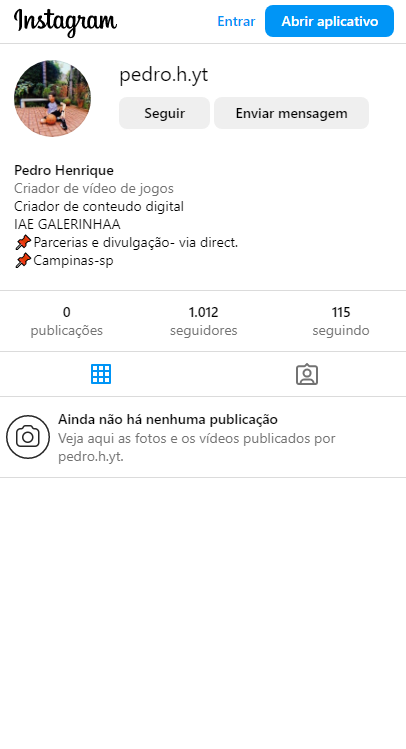 Instagram
Entrar
Abrir aplicativo
pedro.h.yt
Seguir
Enviar mensagem
Pedro Henrique
Criador de vídeo de jogos
Criador de conteudo digital
IAE GALERINHAA
📌Parcerias e divulgação- via direct.
📌Campinas-sp
0
publicações
1.012
seguidores
115
seguindo
Ainda não há nenhuma publicação
Veja aqui as fotos e os vídeos publicados por
pedro.h.yt.